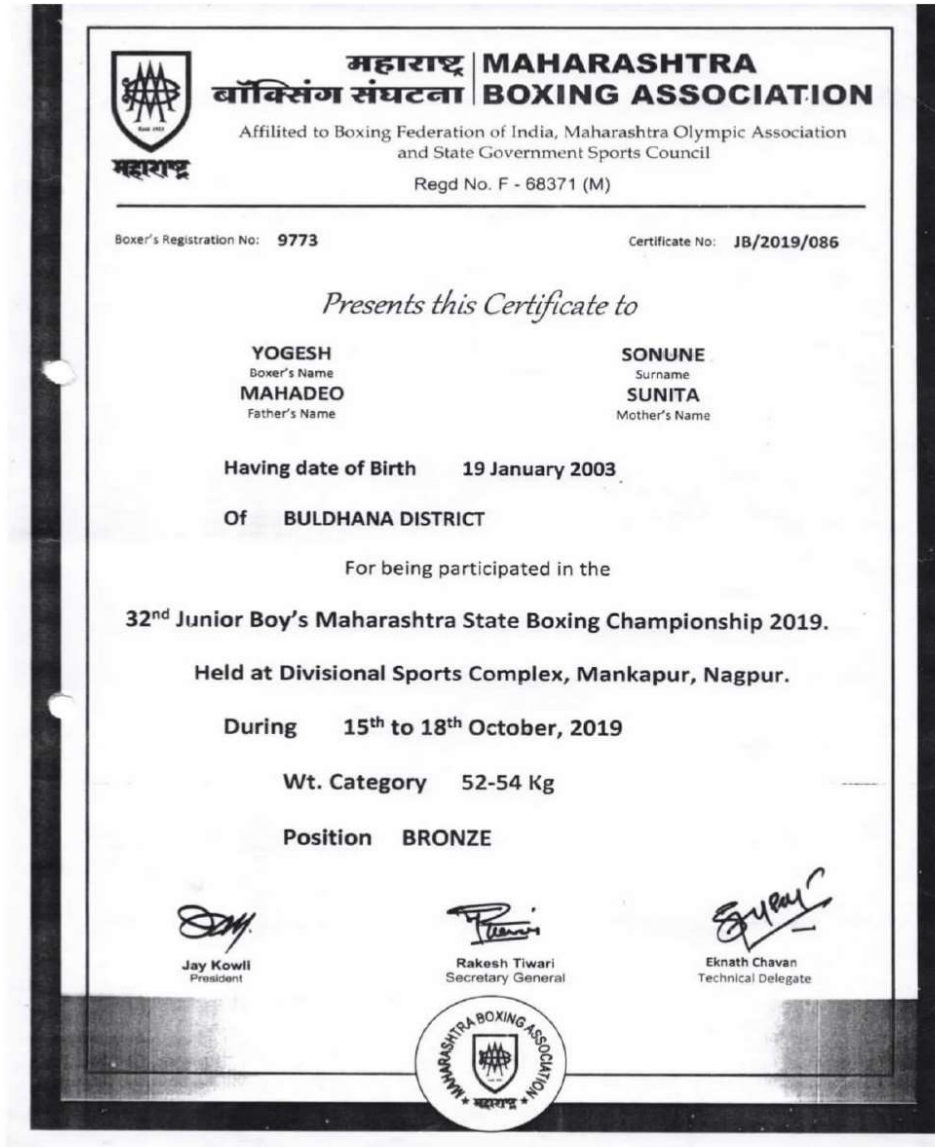 महाराष्ट्र
बॉक्सिंग संघटना
MAHARASHTRA
BOXING ASSOCIATION
महाराष्ट्र
Affilited to Boxing Federation of India, Maharashtra Olympic Association
and State Government Sports Council
Regd No. F - 68371 (M)
Boxer's Registration No: 9773 Certificate No: JB/2019/086
Presents this Certificate to
YOGESH SONUNE
Boxer's Name Surname
MAHADEO SUNITA
Father's Name Mother's Name
Having date of Birth 19 January 2003
Of BULDHANA DISTRICT
For being participated in the
32nd Junior Boy's Maharashtra State Boxing Championship 2019.
Held at Divisional Sports Complex, Mankapur, Nagpur.
During 15th to 18th October, 2019
Wt. Category 52-54 Kg
Position BRONZE
Jay Kowli Rakesh Tiwari Eknath Chavan
President Secretary General Technical Delegate
MAHARASHTRA BOXING ASSOCIATION
महाराष्ट्र